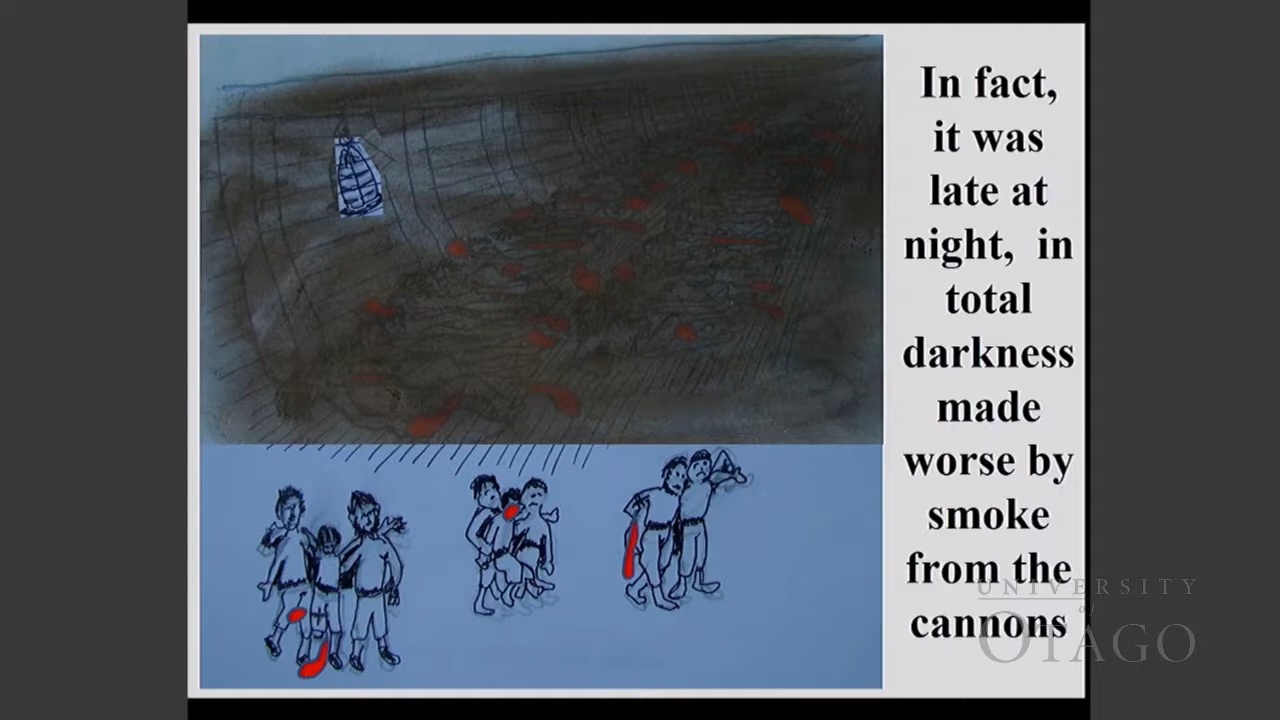 In fact,
it was
late at
night, in
total
darkness
made
worse by
smoke
from the
cannons
UNIVERSITY
of
OTAGO